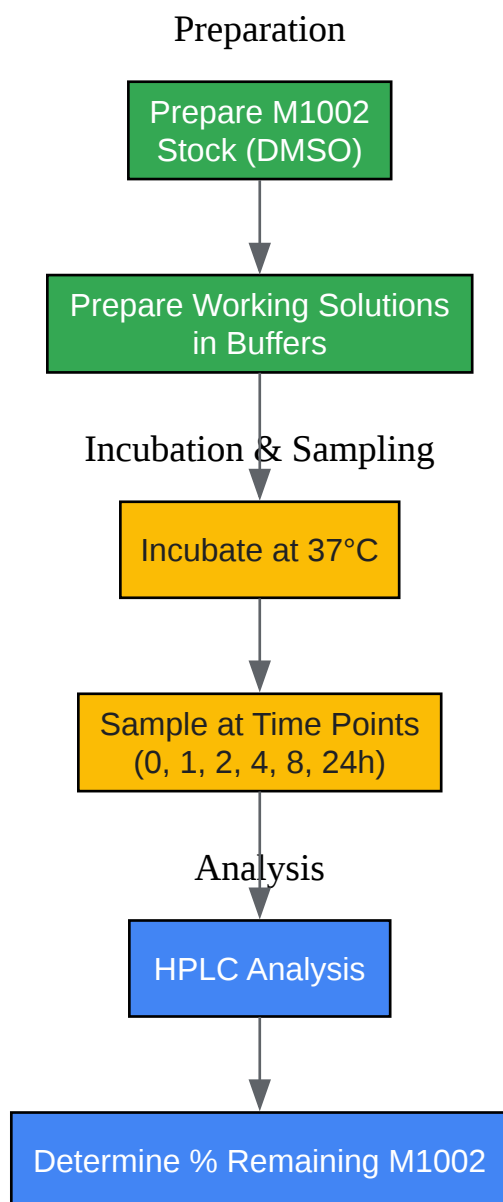 Preparation
Prepare M1002
Stock (DMSO)
Prepare Working Solutions
in Buffers
Incubation & Sampling
Incubate at 37°C
Sample at Time Points
(0, 1, 2, 4, 8, 24h)
Analysis
HPLC Analysis
Determine % Remaining M1002